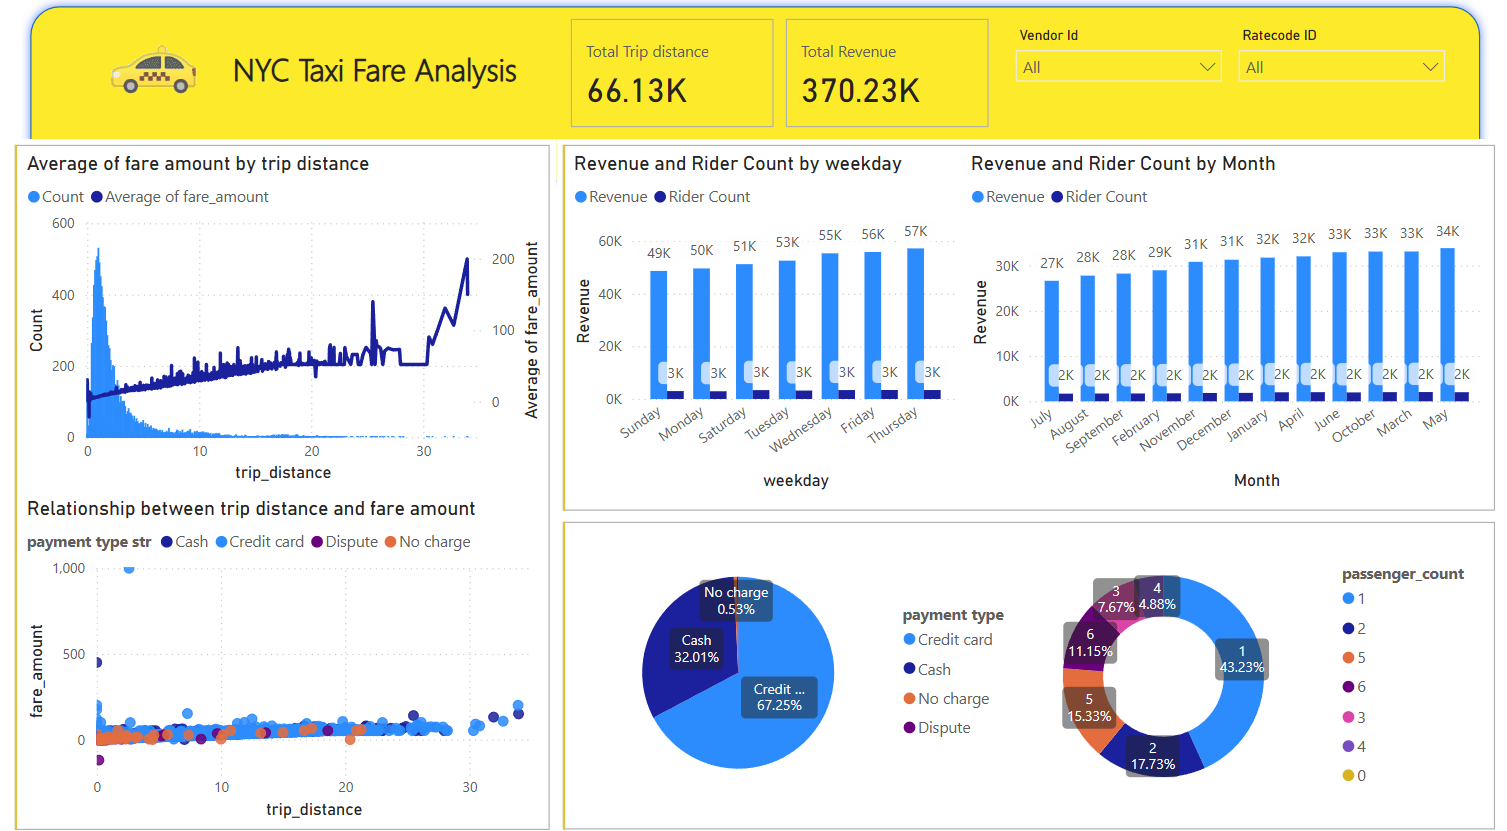 NYC Taxi Fare Analysis
Total Trip distance
66.13K
Total Revenue
370.23K
Vendor Id
All
Ratecode ID
All
Average of fare amount by trip distance
Count Average of fare_amount
600
400
200
0
Count
200
100
0
Average of fare_amount
0 10 20 30
trip_distance
Relationship between trip distance and fare amount
payment type str Cash Credit card Dispute No charge
1,000
500
0
fare_amount
0 10 20 30
trip_distance
Revenue and Rider Count by weekday
Revenue Rider Count
60K
40K
20K
0K
Revenue
49K 50K 51K 53K 55K 56K 57K
3K 3K 3K 3K 3K 3K 3K
Sunday Monday Saturday Tuesday Wednesday Friday Thursday
weekday
Revenue and Rider Count by Month
Revenue Rider Count
30K
20K
10K
0K
Revenue
27K 28K 28K 29K 31K 31K 32K 32K 33K 33K 33K 34K
2K 2K 2K 2K 2K 2K 2K 2K 2K 2K 2K 2K
July August September February November December January April June October March May
Month
No charge
0.53%
Cash
32.01%
Credit ...
67.25%
payment type
Credit card
Cash
No charge
Dispute
3
7.67%
4
4.88%
6
11.15%
1
43.23%
5
15.33%
2
17.73%
passenger_count
1
2
5
6
3
4
0